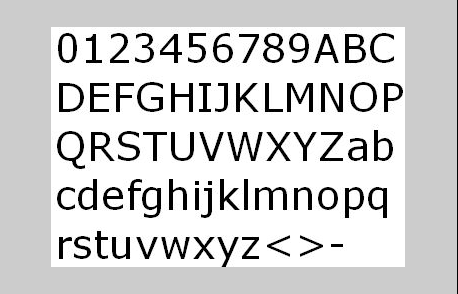 0123456789ABC
DEFGHIJKLMNOP
QRSTUVWXYZab
cdefghijklmnopq
rstuvwxyz<>-